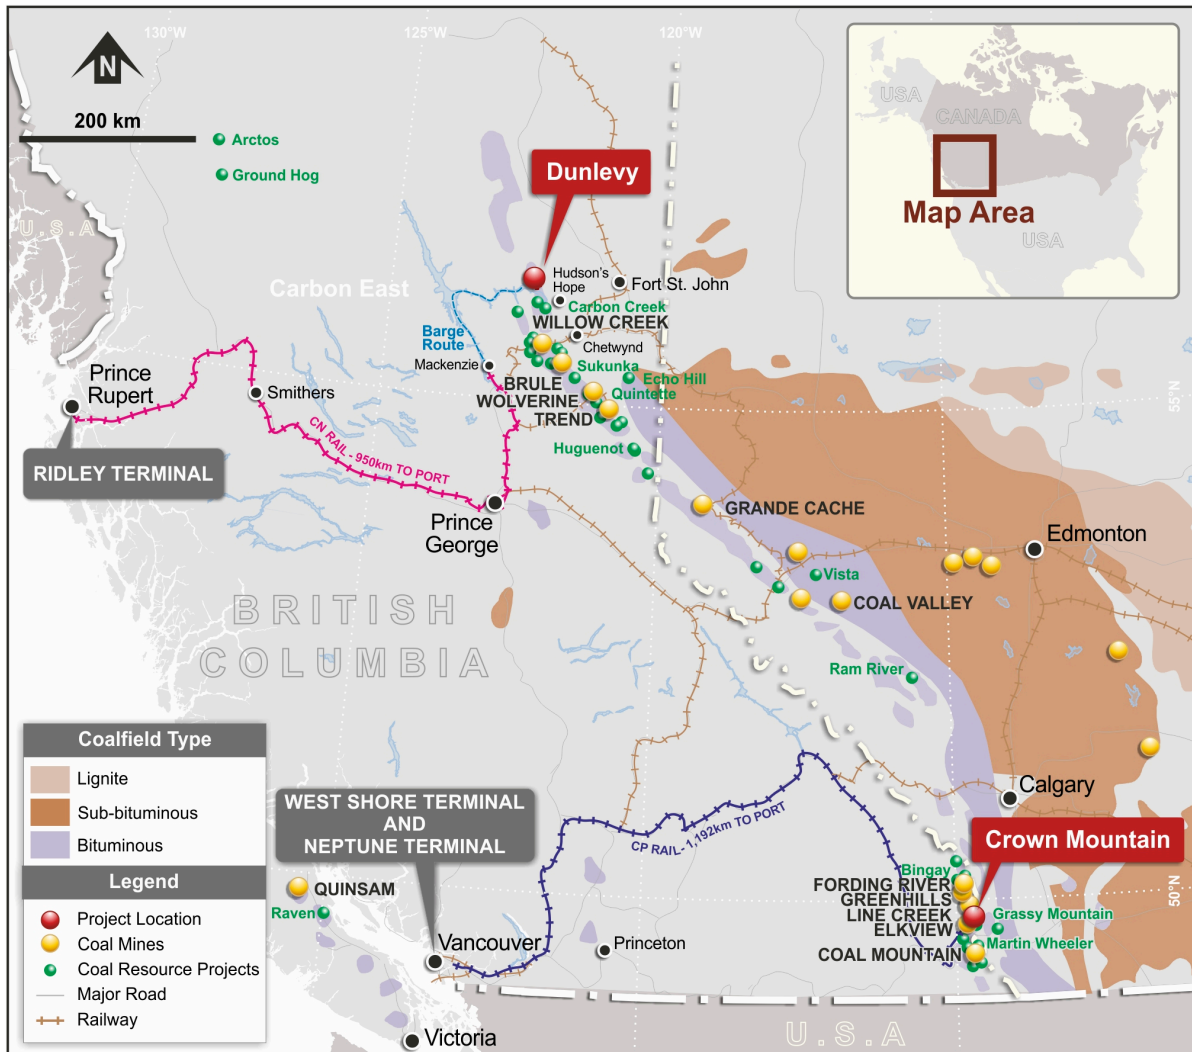 130°W
125°W
120°W
N
200 km
Arctos
Ground Hog
U.S.A
USA
CANADA
USA
Map Area
Dunlevy
Carbon East
Hudson's
Hope
Fort St. John
Carbon Creek
WILLOW CREEK
Barge
Route
Chetwynd
Mackenzie
Sukunka
Echo Hill
BRULE
Quintette
WOLVERINE
TREND
Huguenot
55°N
Prince
Rupert
Smithers
RIDLEY TERMINAL
CN RAIL - 950km TO PORT
Prince
George
GRANDE CACHE
Edmonton
Vista
COAL VALLEY
BRITISH
COLUMBIA
Ram River
Calgary
Coalfield Type
Lignite
Sub-bituminous
Bituminous
Legend
Project Location
Coal Mines
Coal Resource Projects
Major Road
Railway
WEST SHORE TERMINAL
AND
NEPTUNE TERMINAL
CP RAIL - 1,192km TO PORT
Crown Mountain
Bingay
FORDING RIVER
GREENHILLS
LINE CREEK
ELKVIEW
COAL MOUNTAIN
Grassy Mountain
Martin Wheeler
50°N
QUINSAM
Raven
Vancouver
Princeton
Victoria
U.S.A